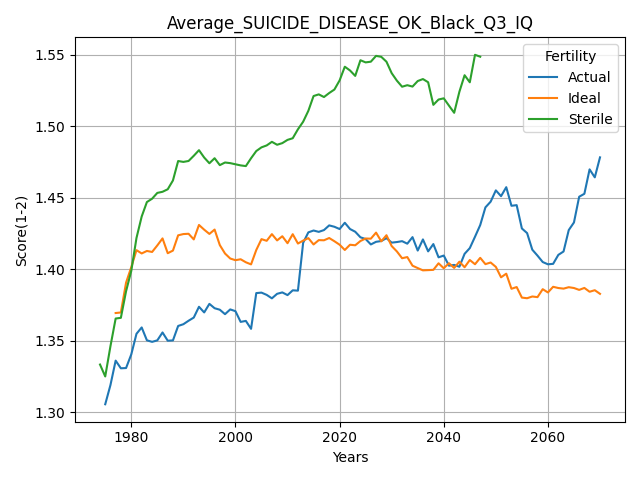 Average_SUICIDE_DISEASE_OK_Black_Q3_IQ
Fertility
Actual
Ideal
Sterile
Score(1-2)
1.55
1.50
1.45
1.40
1.35
1.30
1980 2000 2020 2040 2060
Years